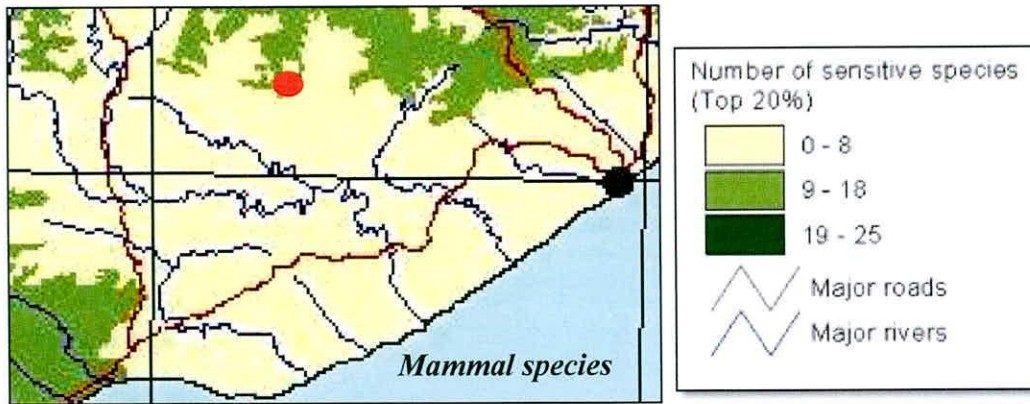 Mammal species
Number of sensitive species
(Top 20%)
0 - 8
9 - 18
19 - 25
Major roads
Major rivers